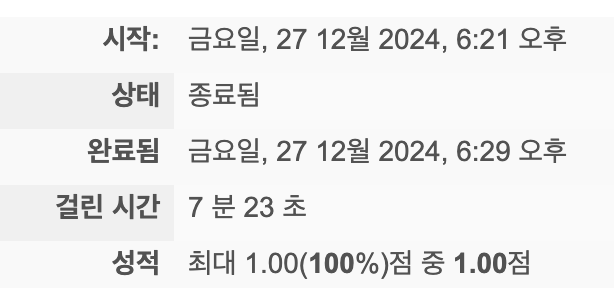 시작: 금요일, 27 12월 2024, 6:21 오후
상태 종료됨
완료됨 금요일, 27 12월 2024, 6:29 오후
걸린 시간 7 분 23 초
성적 최대 1.00(100%)점 중 1.00점